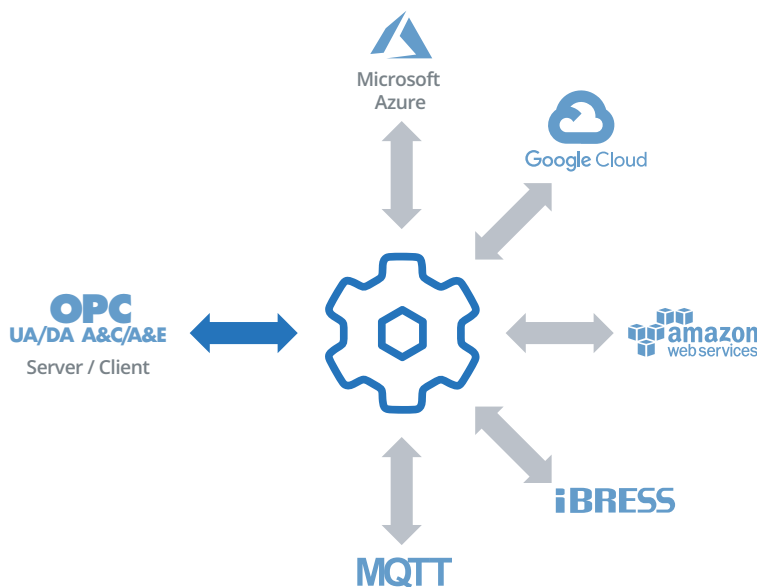 Microsoft
Azure
Google Cloud
OPC
UA/DA A&C/A&E
Server / Client
amazon
web services
iBRESS
MQTT